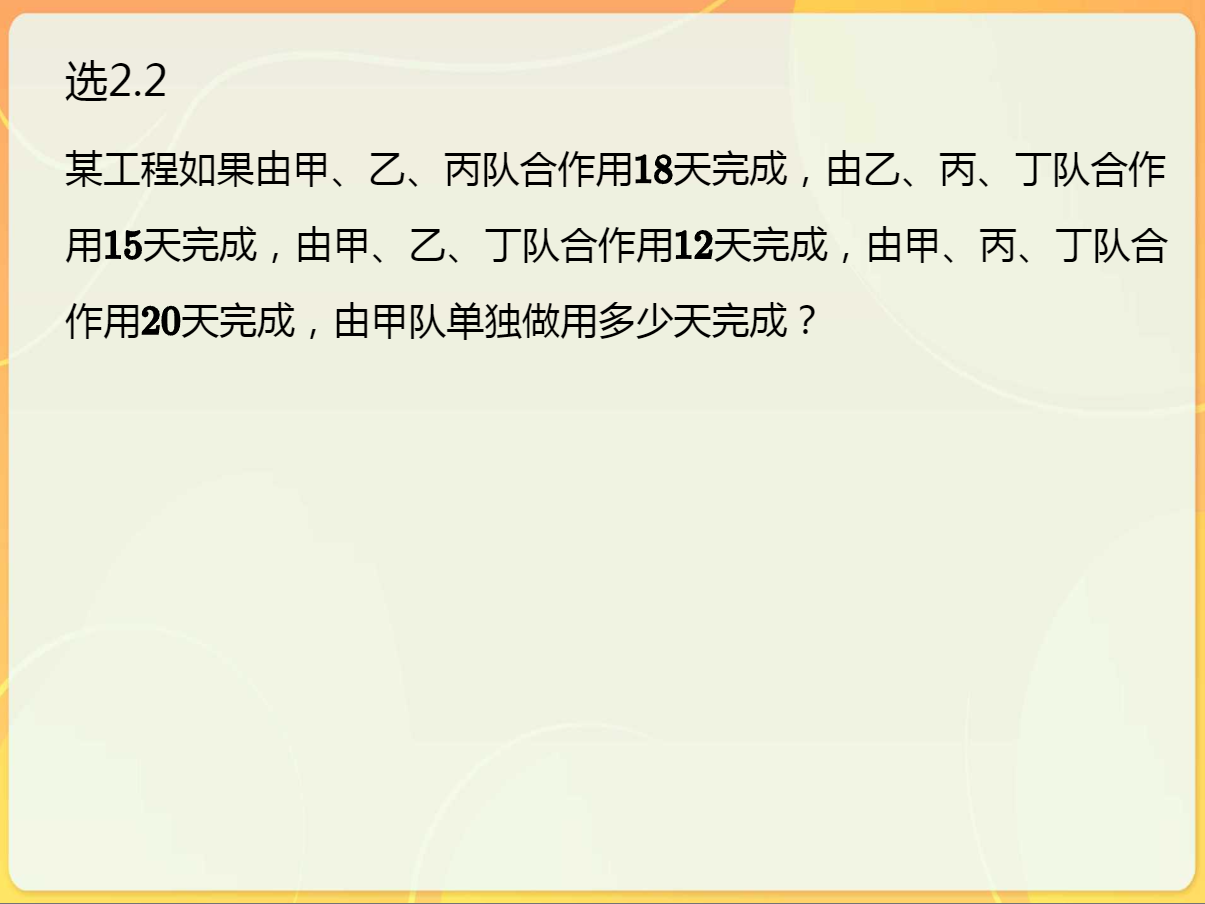 选2.2
某工程如果由甲、乙、丙队合作用18天完成，由乙、丙、丁队合作
用15天完成，由甲、乙、丁队合作用12天完成，由甲、丙、丁队合
作用20天完成，由甲队单独做用多少天完成？